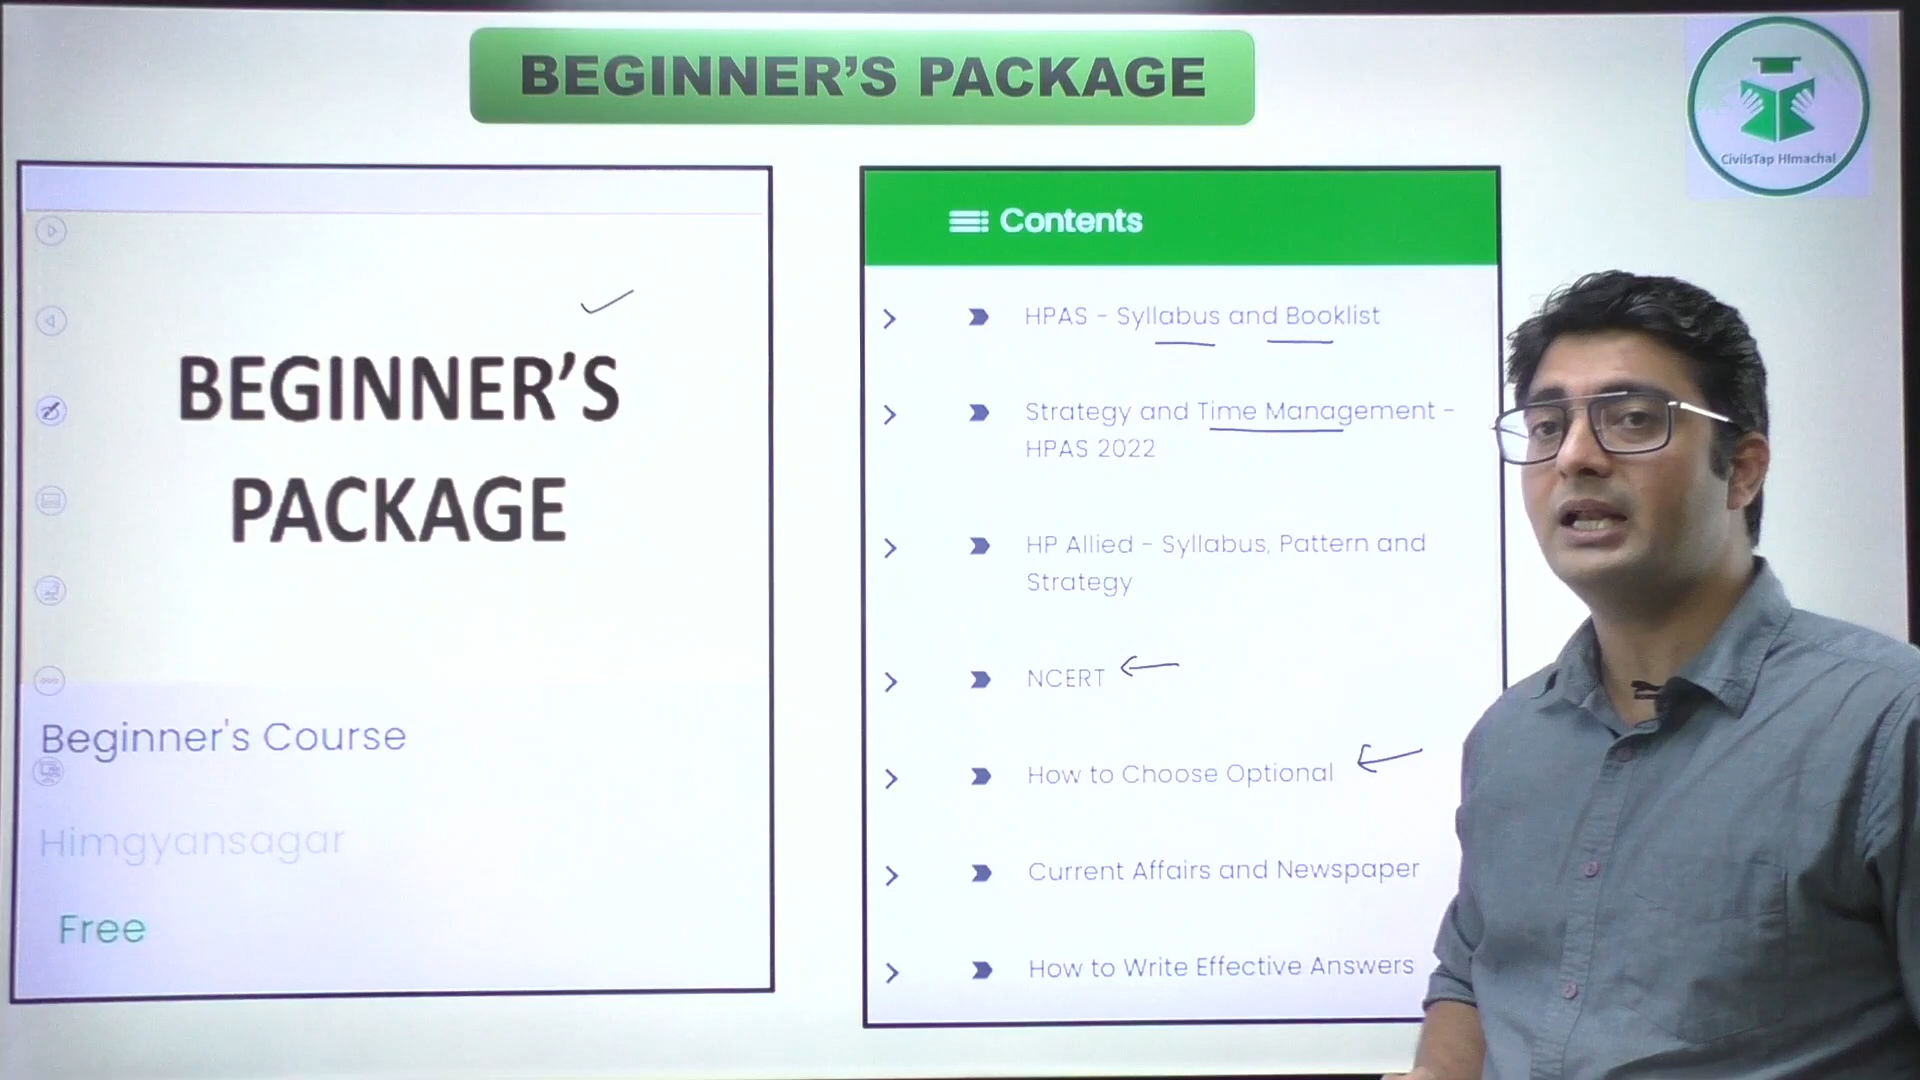 BEGINNER’S PACKAGE
CivilsTap HImachal
BEGINNER’S
PACKAGE
Beginner's Course
Himgyansagar
Free
Contents
HPAS - Syllabus and Booklist
Strategy and Time Management -
HPAS 2022
HP Allied - Syllabus, Pattern and
Strategy
NCERT
How to Choose Optional
Current Affairs and Newspaper
How to Write Effective Answers